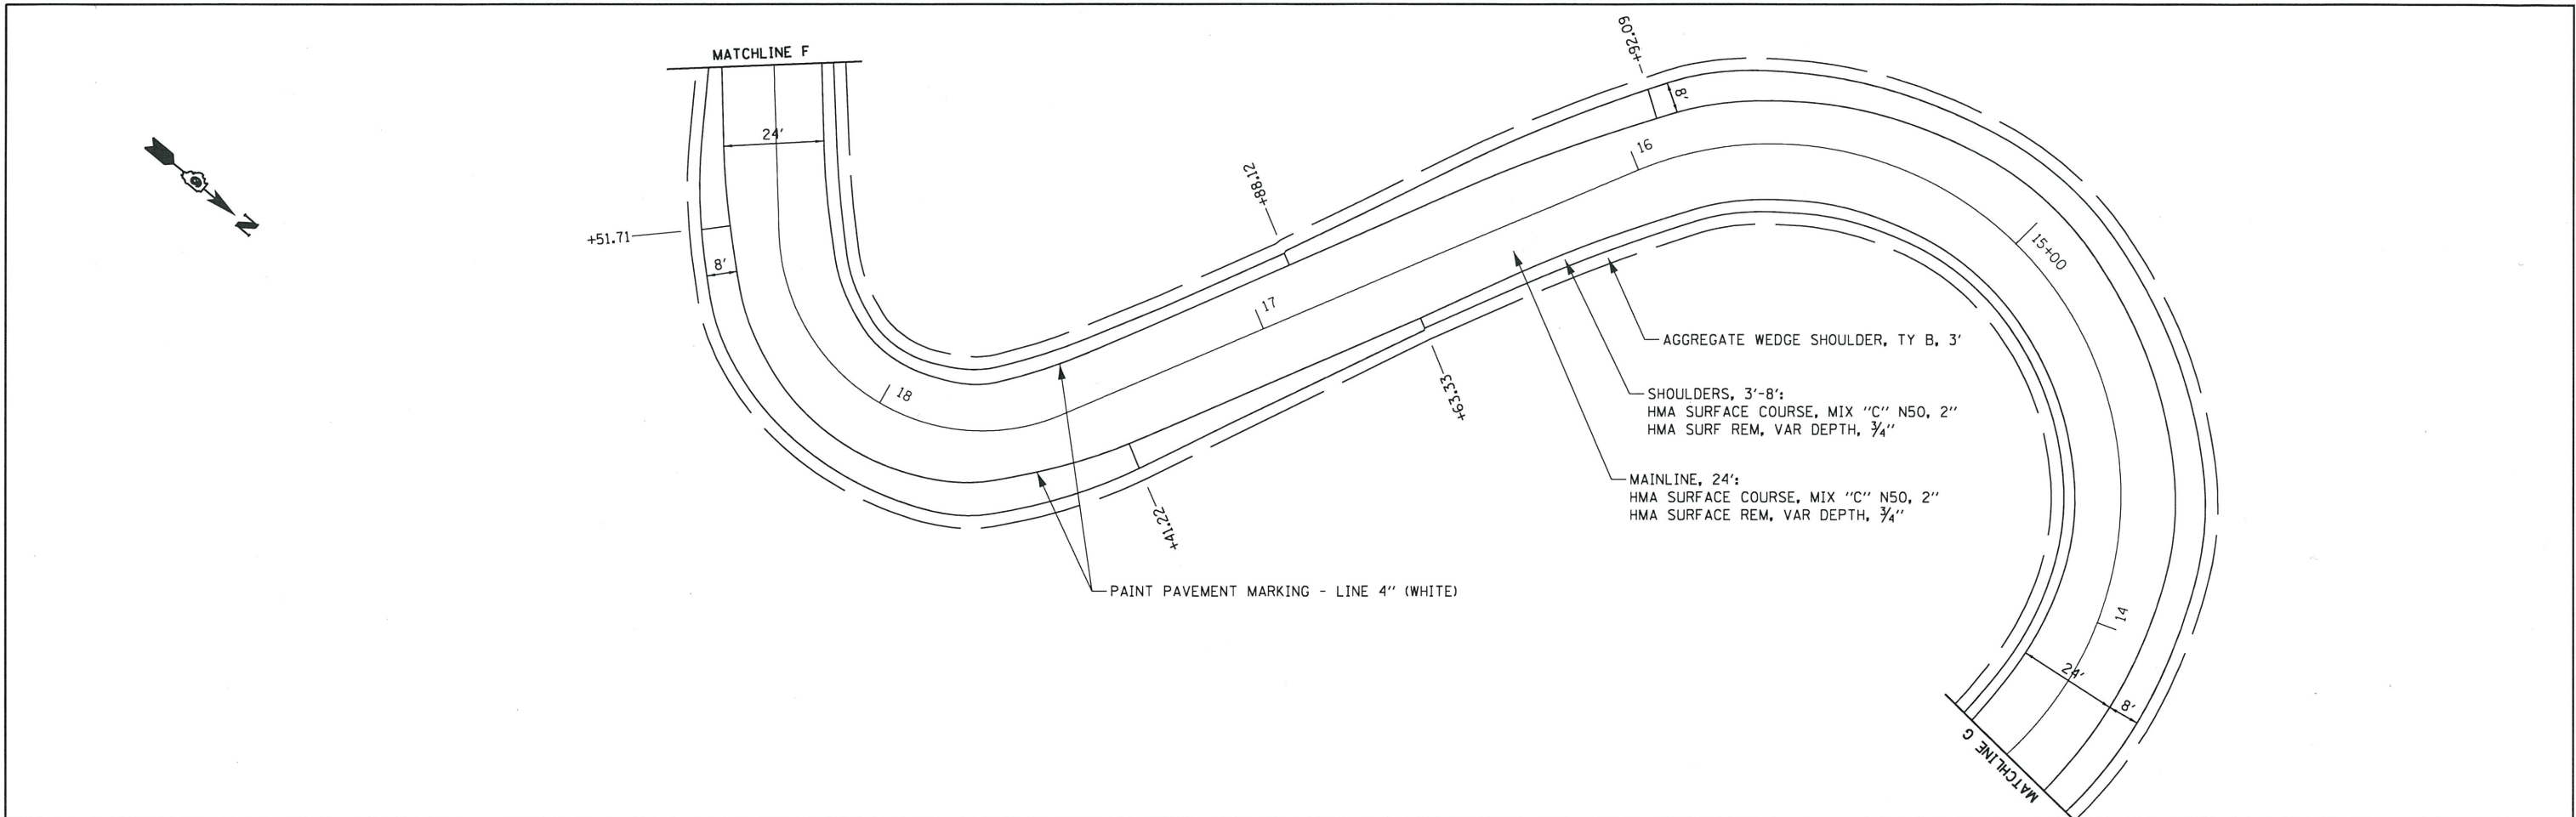 MATCHLINE F
+92.09
8'
24'
16
+88.12
N
15+00
+51.71
8'
17
AGGREGATE WEDGE SHOULDER, TY B, 3'
18
+63.33
SHOULDERS, 3'-8':
HMA SURFACE COURSE, MIX "C" N50, 2"
HMA SURF REM, VAR DEPTH, ¾"
MAINLINE, 24':
HMA SURFACE COURSE, MIX "C" N50, 2"
HMA SURFACE REM, VAR DEPTH, ¾"
+41.22
PAINT PAVEMENT MARKING - LINE 4" (WHITE)
14
24'
8'
MATCHLINE G